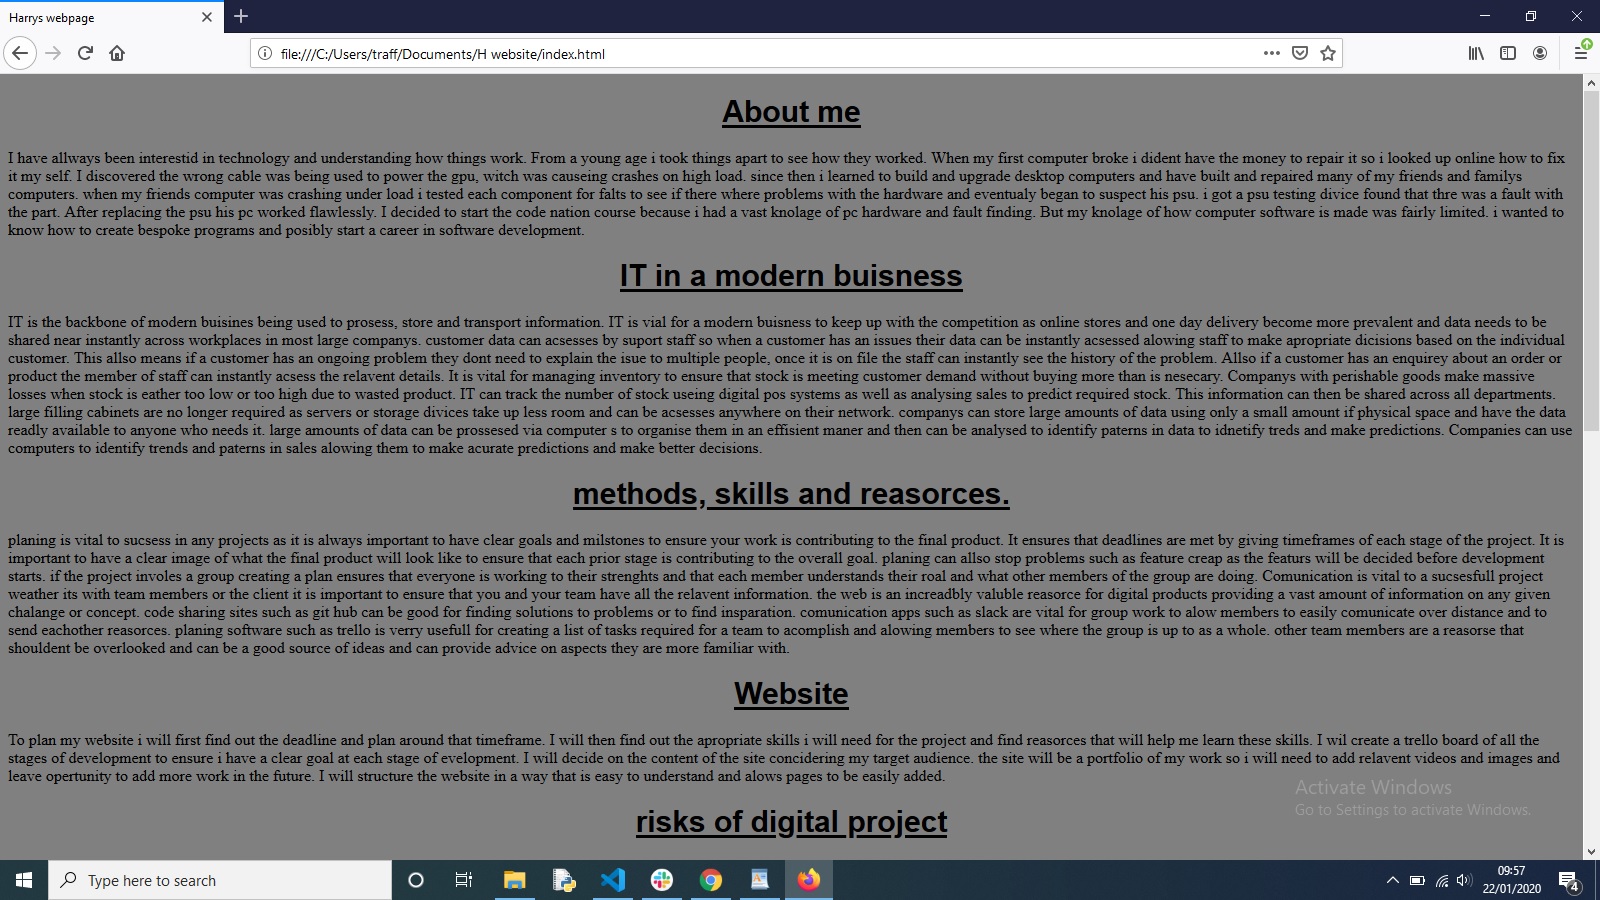 Harrys webpage
file:///C:/Users/traff/Documents/H website/index.html
About me
I have allways been interestid in technology and understanding how things work. From a young age i took things apart to see how they worked. When my first computer broke i dident have the money to repair it so i looked up online how to fix
it my self. I discovered the wrong cable was being used to power the gpu, witch was causeing crashes on high load. since then i learned to build and upgrade desktop computers and have built and repaired many of my friends and familys
computers. when my friends computer was crashing under load i tested each component for falts to see if there where problems with the hardware and eventualy began to suspect his psu. i got a psu testing divice found that thre was a fault with
the part. After replacing the psu his pc worked flawlessly. I decided to start the code nation course because i had a vast knolage of pc hardware and fault finding. But my knolage of how computer software is made was fairly limited. i wanted to
know how to create bespoke programs and posibly start a career in software development.
IT in a modern buisness
IT is the backbone of modern buisines being used to prosess, store and transport information. IT is vial for a modern buisness to keep up with the competition as online stores and one day delivery become more prevalent and data needs to be
shared near instantly across workplaces in most large companys. customer data can acsesses by suport staff so when a customer has an issues their data can be instantly acsessed alowing staff to make apropriate dicisions based on the individual
customer. This allso means if a customer has an ongoing problem they dont need to explain the isue to multiple people, once it is on file the staff can instantly see the history of the problem. Allso if a customer has an enquirey about an order or
product the member of staff can instantly acsess the relavent details. It is vital for managing inventory to ensure that stock is meeting customer demand without buying more than is nesecary. Companys with perishable goods make massive
losses when stock is eather too low or too high due to wasted product. IT can track the number of stock useing digital pos systems as well as analysing sales to predict required stock. This information can then be shared across all departments.
large filling cabinets are no longer required as servers or storage divices take up less room and can be acsesses anywhere on their network. companys can store large amounts of data using only a small amount if physical space and have the data
readly available to anyone who needs it. large amounts of data can be prossesed via computer s to organise them in an effisient maner and then can be analysed to identify paterns in data to idnetify treds and make predictions. Companies can use
computers to identify trends and paterns in sales alowing them to make acurate predictions and make better decisions.
methods, skills and reasorces.
planing is vital to sucsess in any projects as it is always important to have clear goals and milstones to ensure your work is contributing to the final product. It ensures that deadlines are met by giving timeframes of each stage of the project. It is
important to have a clear image of what the final product will look like to ensure that each prior stage is contributing to the overall goal. planing can allso stop problems such as feature creap as the featurs will be decided before development
starts. if the project involes a group creating a plan ensures that everyone is working to their strenghts and that each member understands their roal and what other members of the group are doing. Comunication is vital to a sucsesfull project
weather its with team members or the client it is important to ensure that you and your team have all the relavent information. the web is an increadbly valuble reasorce for digital products providing a vast amount of information on any given
chalange or concept. code sharing sites such as git hub can be good for finding solutions to problems or to find insparation. comunication apps such as slack are vital for group work to alow members to easily comunicate over distance and to
send eachother reasorces. planing software such as trello is verry usefull for creating a list of tasks required for a team to acomplish and alowing members to see where the group is up to as a whole. other team members are a reasorse that
shouldent be overlooked and can be a good source of ideas and can provide advice on aspects they are more familiar with.
Website
To plan my website i will first find out the deadline and plan around that timeframe. I will then find out the apropriate skills i will need for the project and find reasorces that will help me learn these skills. I wil create a trello board of all the
stages of development to ensure i have a clear goal at each stage of evelopment. I will decide on the content of the site concidering my target audience. the site will be a portfolio of my work so i will need to add relavent videos and images and
leave opertunity to add more work in the future. I will structure the website in a way that is easy to understand and alows pages to be easily added.
Activate Windows
Go to Settings to activate Windows.
risks of digital project
Type here to search
09:57
22/01/2020
4